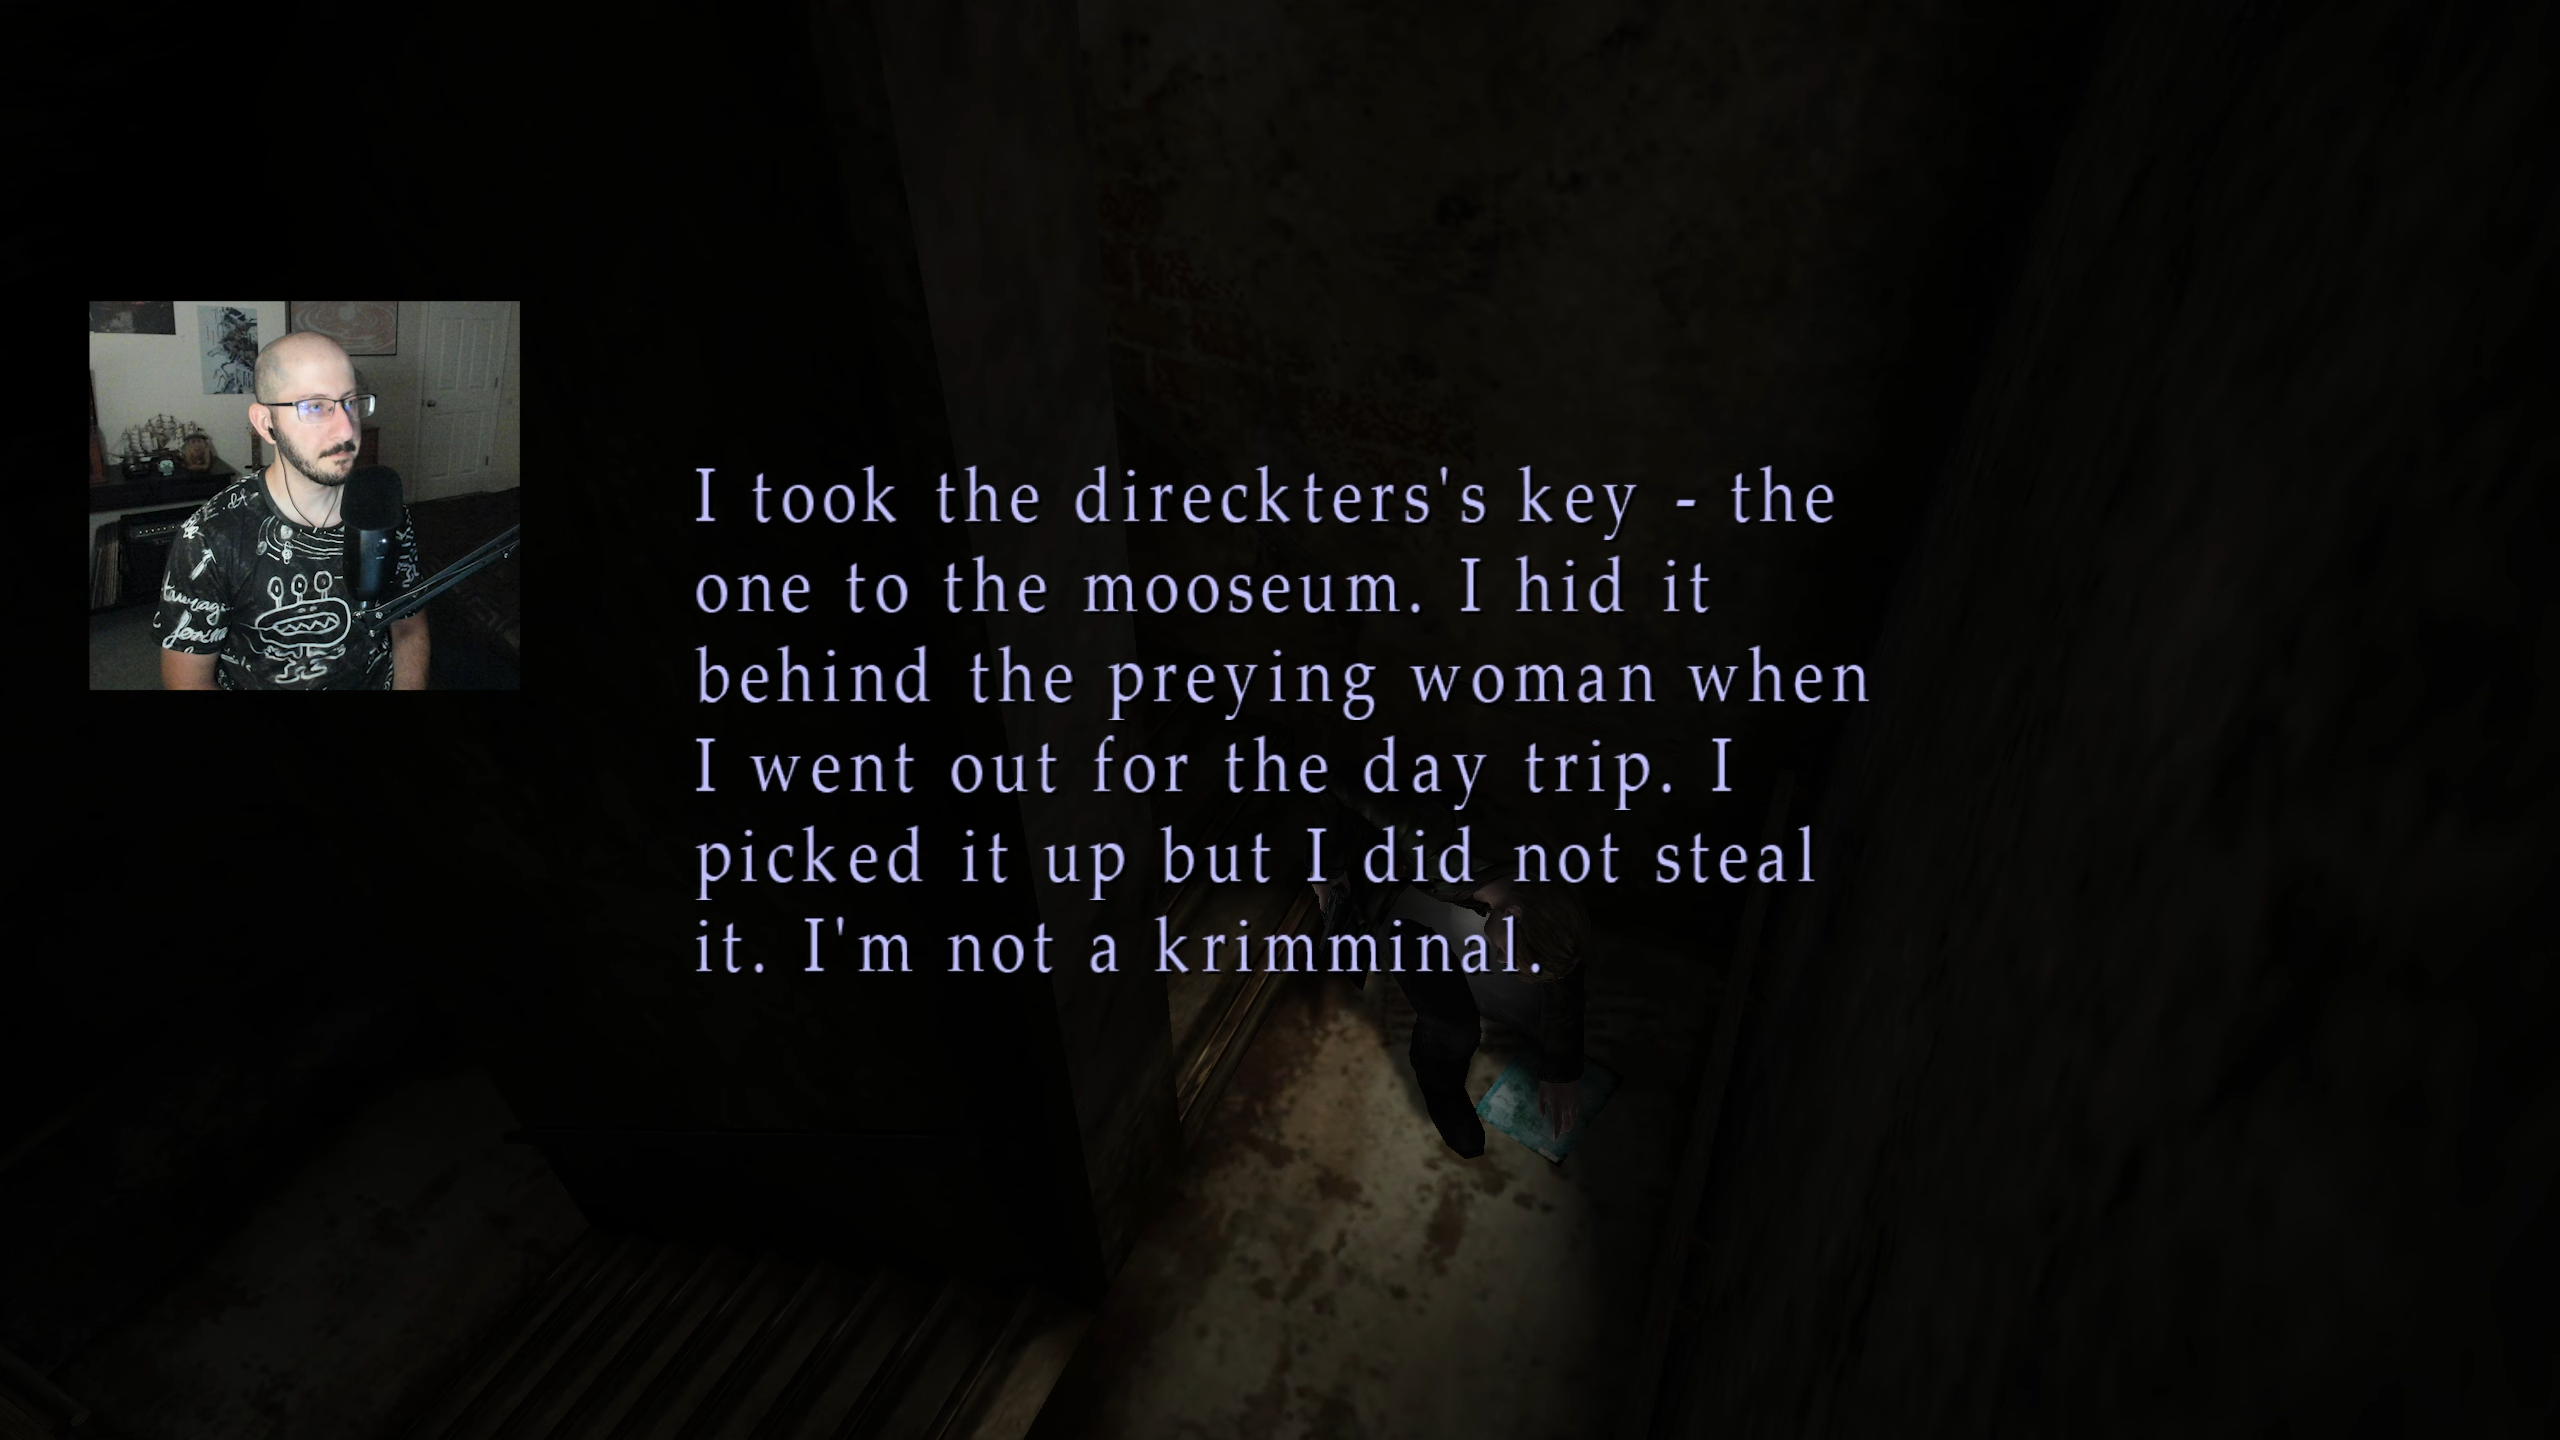 I took the direckters's key - the
one to the mooseum. I hid it
behind the preying woman when
I went out for the day trip. I
picked it up but I did not steal
it. I'm not a krimminal.